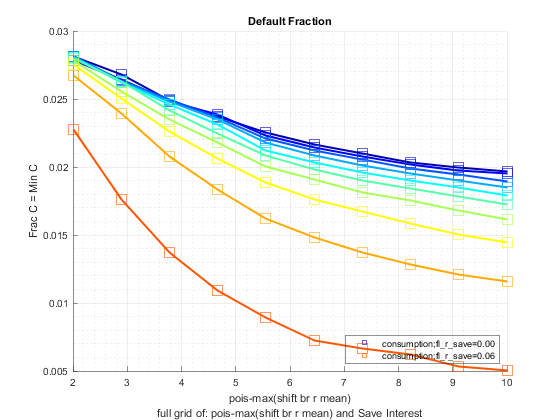 Default Fraction
0.03
0.025
0.02
0.015
0.01
0.005
Frac C = Min C
consumption;fl_r_save=0.00
consumption;fl_r_save=0.06
2 3 4 5 6 7 8 9 10
pois-max(shift br r mean)
full grid of: pois-max(shift br r mean) and Save Interest